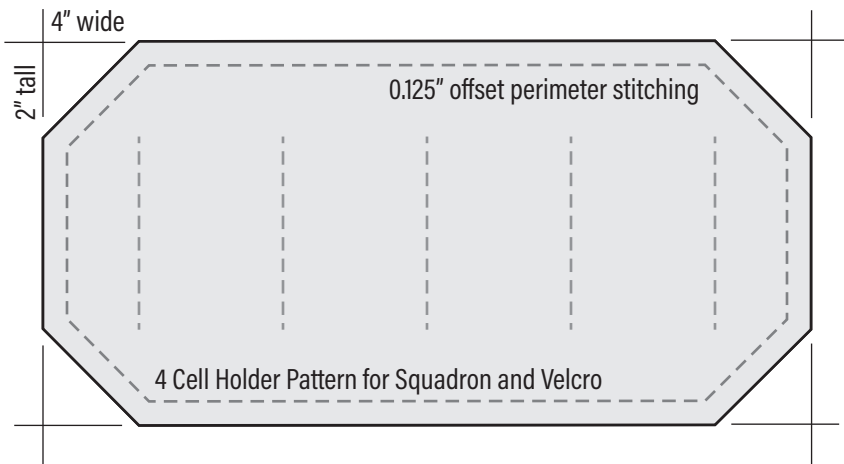 4" wide
2" tall
0.125" offset perimeter stitching
4 Cell Holder Pattern for Squadron and Velcro